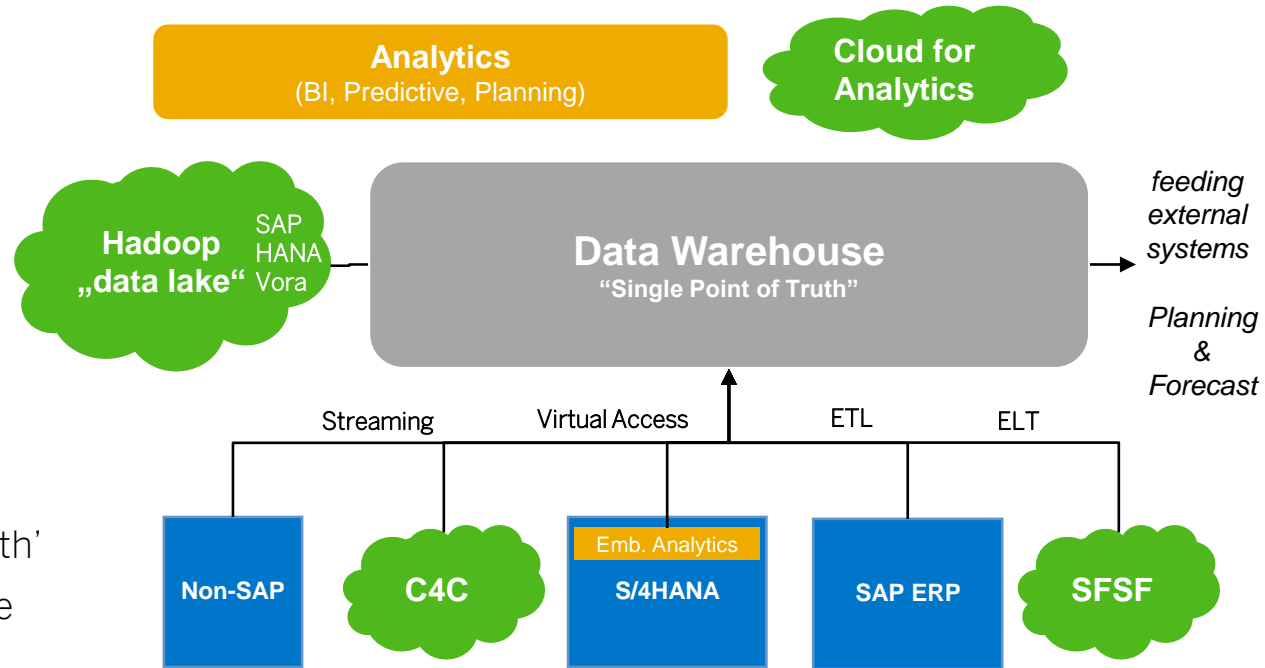 Analytics
(BI, Predictive, Planning)
Cloud for
Analytics
Hadoop
„data lake“
SAP
HANA
Vora
Data Warehouse
“Single Point of Truth”
feeding
external
systems
Planning
&
Forecast
Streaming
Virtual Access
ETL
ELT
th’
e
Non-SAP
C4C
Emb. Analytics
S/4HANA
SAP ERP
SFSF